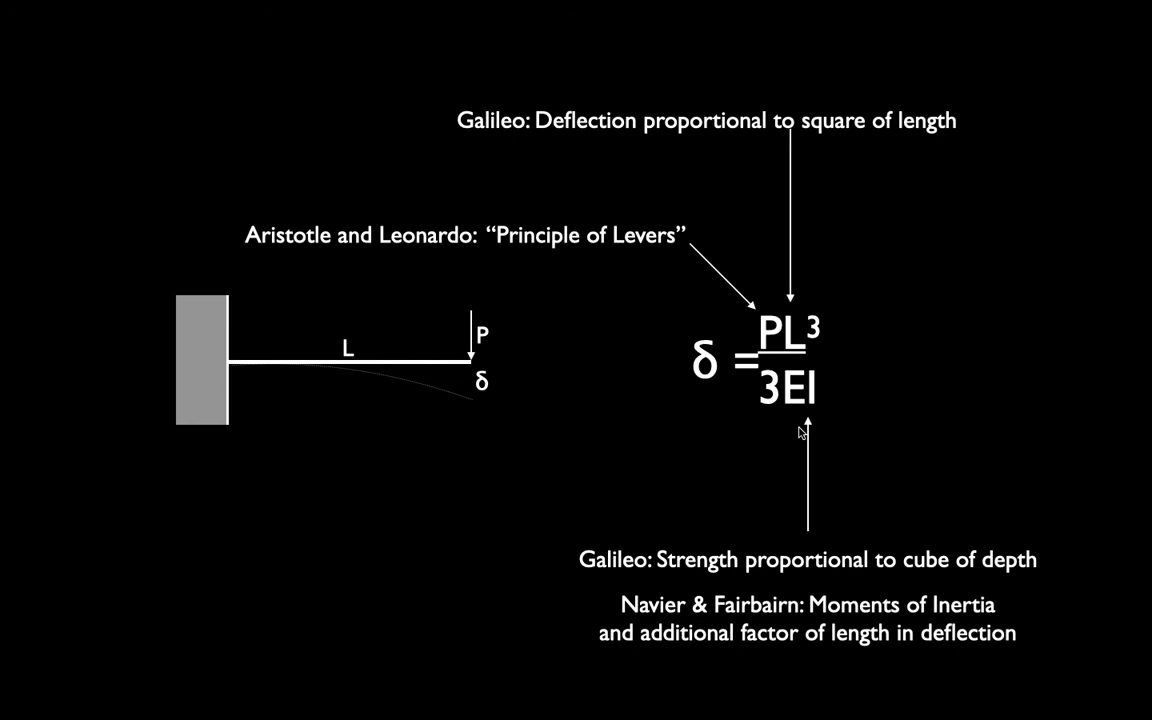 Galileo: Deflection proportional to square of length
Aristotle and Leonardo: “Principle of Levers”
L
P
δ
δ = PL³
3EI
Galileo: Strength proportional to cube of depth
Navier & Fairbairn: Moments of Inertia
and additional factor of length in deflection